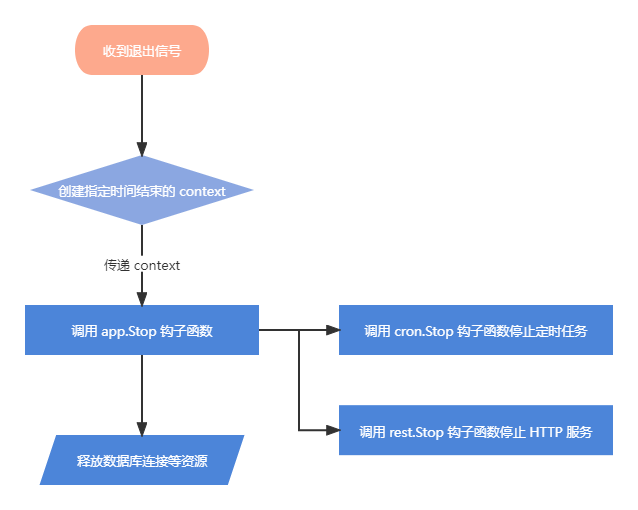 收到退出信号
创建指定时间结束的 context
传递 context
调用 app.Stop 钩子函数
调用 cron.Stop 钩子函数停止定时任务
调用 rest.Stop 钩子函数停止 HTTP 服务
释放数据库连接等资源